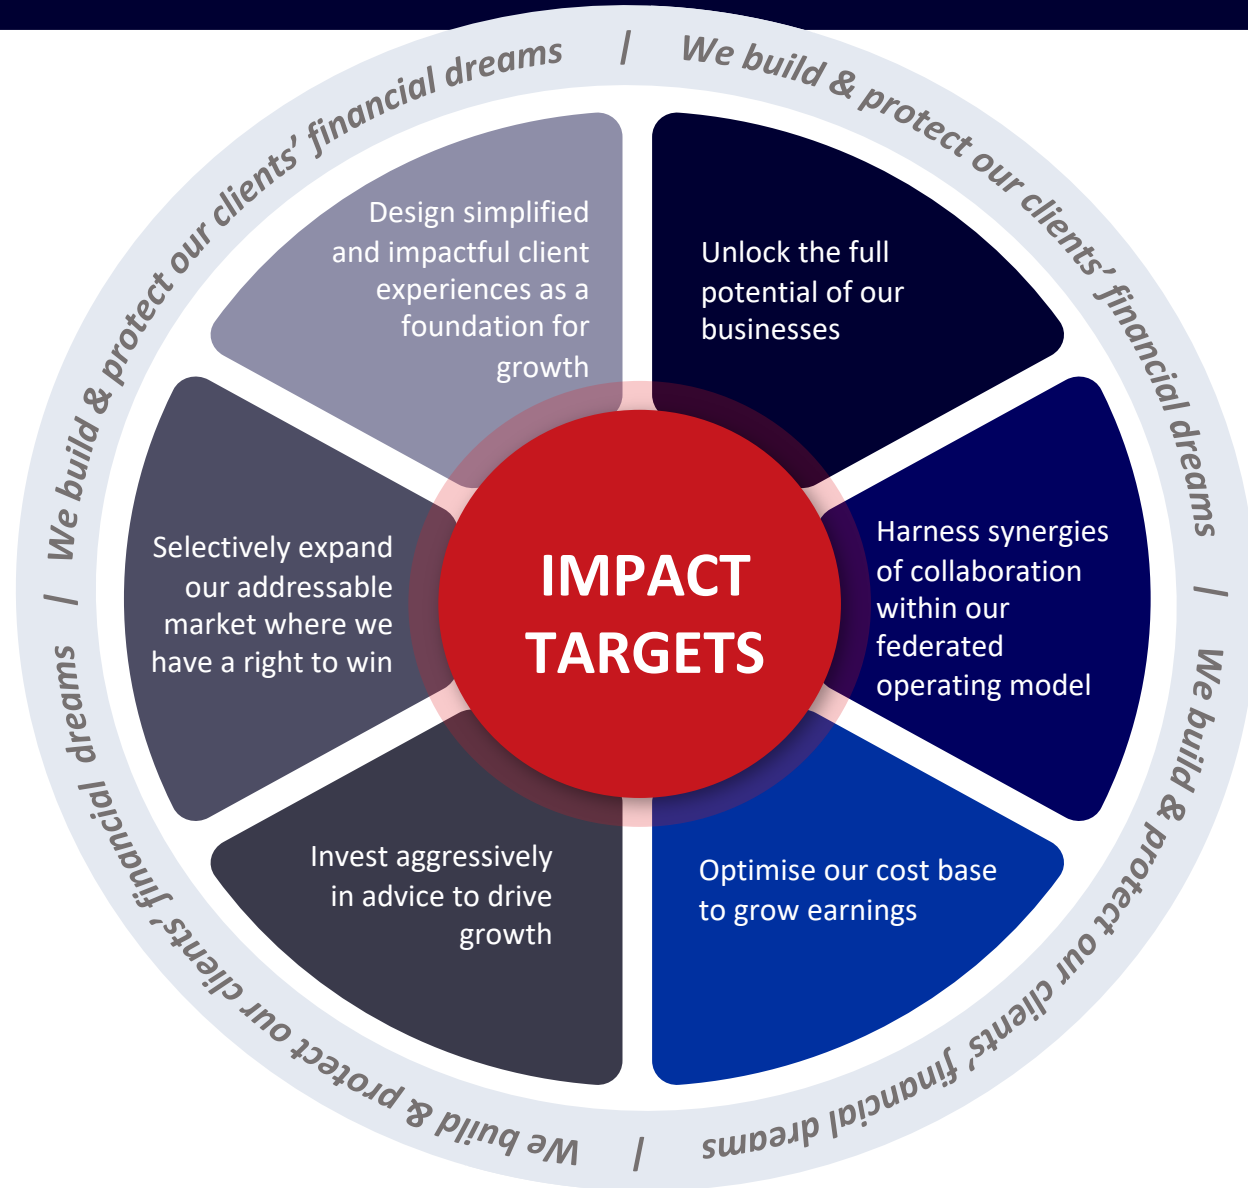 We build & protect our clients’ financial dreams | We build & protect our clients’ financial dreams | We build & protect our clients’ financial dreams | We build & protect our clients’ financial dreams |
Design simplified
and impactful client
experiences as a
foundation for
growth
Unlock the full
potential of our
businesses
Harness synergies
of collaboration
within our
federated
operating model
Optimise our cost base
to grow earnings
Invest aggressively
in advice to drive
growth
Selectively expand
our addressable
market where we
have a right to win
IMPACT
TARGETS